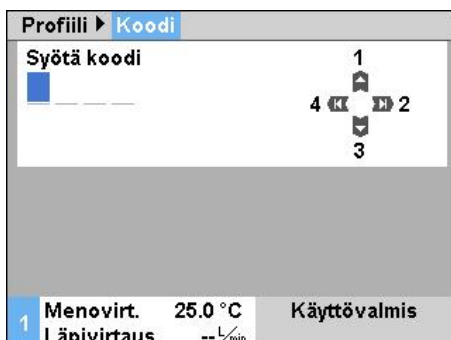 Profiili Koodi
Syötä koodi
1
4 2
3
1
Menovirt. 25.0 °C
Käyttövalmis
Läpivirtaus -- L/min